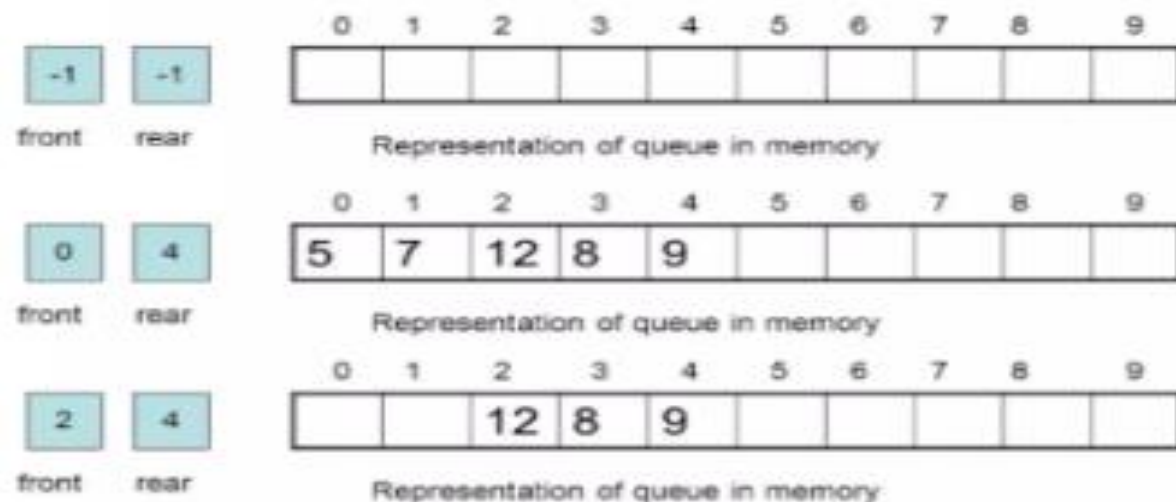 0 1 2 3 4 5 6 7 8 9
-1 -1
front rear
Representation of queue in memory
0 1 2 3 4 5 6 7 8 9
0 4 5 7 12 8 9
front rear
Representation of queue in memory
0 1 2 3 4 5 6 7 8 9
2 4 12 8 9
front rear
Representation of queue in memory